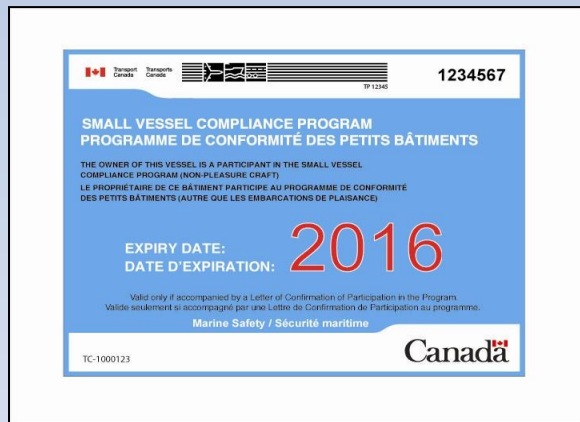 Transport Canada Transports Canada
TP 12345
1234567
SMALL VESSEL COMPLIANCE PROGRAM
PROGRAMME DE CONFORMITÉ DES PETITS BÂTIMENTS
THE OWNER OF THIS VESSEL IS A PARTICIPANT IN THE SMALL VESSEL
COMPLIANCE PROGRAM (NON-PLEASURE CRAFT)
LE PROPRIÉTAIRE DE CE BÂTIMENT PARTICIPE AU PROGRAMME DE CONFORMITÉ
DES PETITS BÂTIMENTS (AUTRE QUE LES EMBARCATIONS DE PLAISANCE)
EXPIRY DATE:
DATE D'EXPIRATION:
2016
Valid only if accompanied by a Letter of Confirmation of Participation in the Program.
Valide seulement si accompagné par une Lettre de Confirmation de Participation au programme.
Marine Safety / Sécurité maritime
TC-1000123
Canada